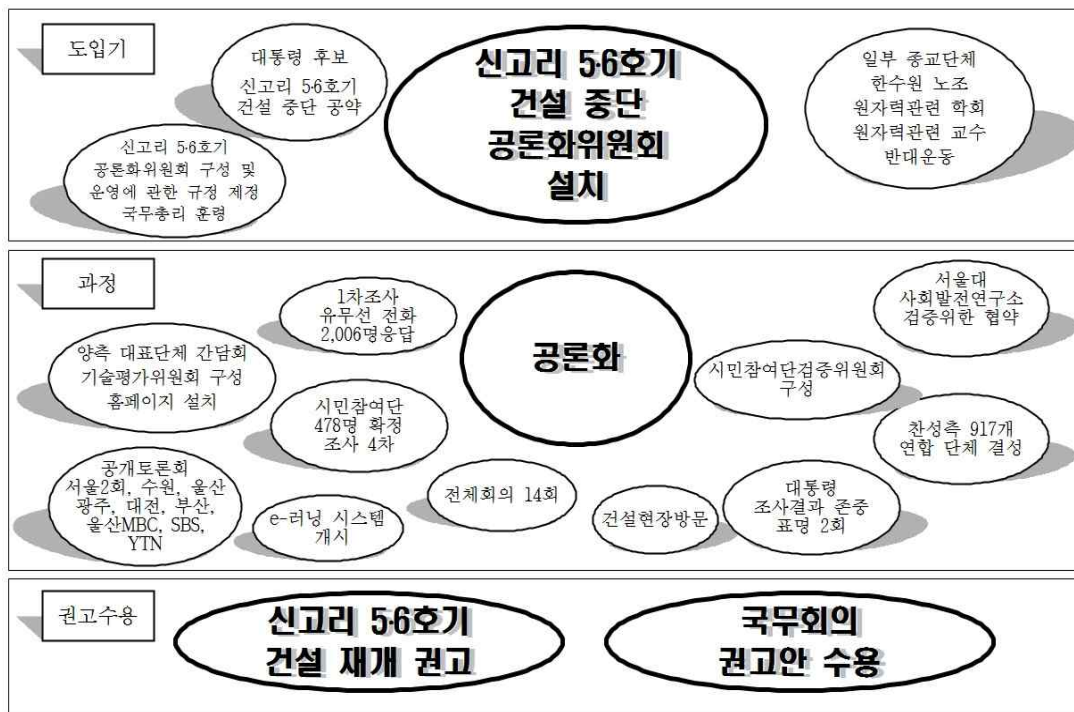 도입기
대통령 후보
신고리 5·6호기
건설 중단 공약
신고리 5·6호기
공론화위원회 구성 및
운영에 관한 규정 제정
국무총리 훈령
신고리 5·6호기
건설 중단
공론화위원회
설치
일부 종교단체
한수원 노조
원자력관련 학회
원자력관련 교수
반대운동
과정
1차조사
유무선 전화
2,006명응답
양측 대표단체 간담회
기술평가위원회 구성
홈페이지 설치
시민참여단
478명 확정
조사 4차
공개토론회
서울2회, 수원, 울산
광주, 대전, 부산,
울산MBC, SBS,
YTN
e-러닝 시스템
개시
공론화
전체회의 14회
건설현장방문
서울대
사회발전연구소
검증위한 협약
시민참여단검증위원회
구성
찬성측 917개
연합 단체 결성
대통령
조사결과 존중
표명 2회
권고수용
신고리 5·6호기
건설 재개 권고
국무회의
권고안 수용